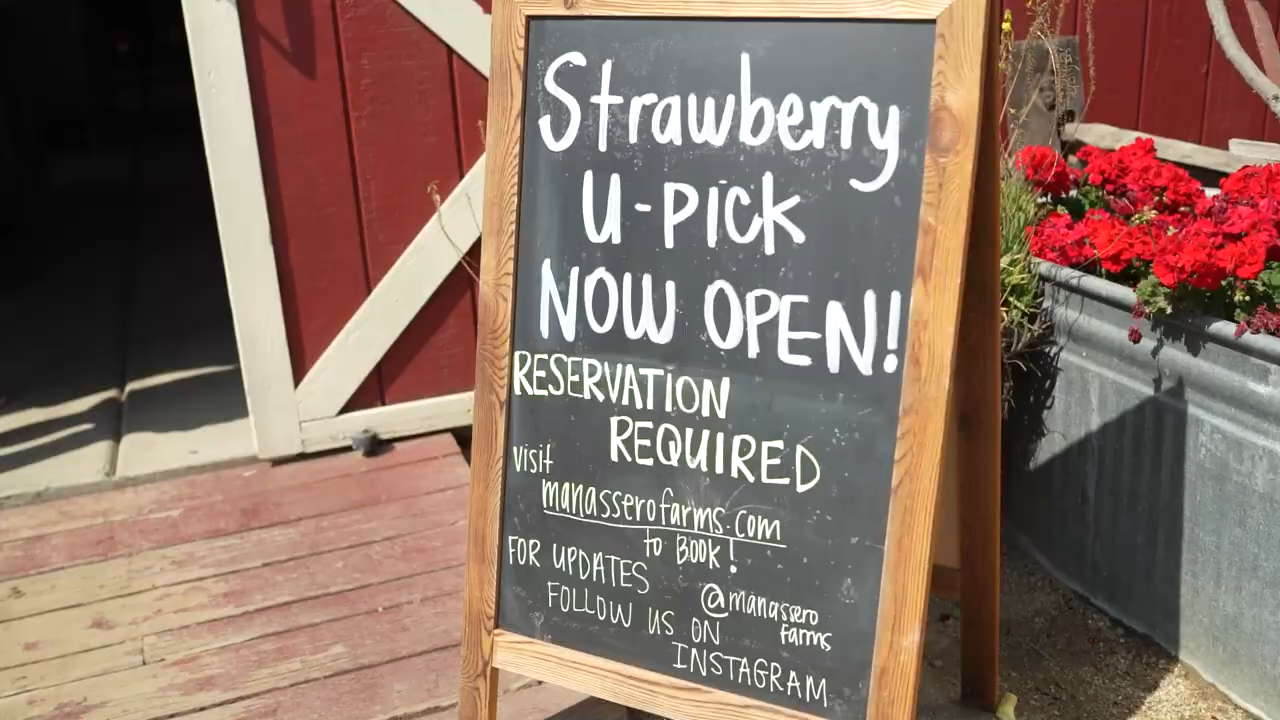 Strawberry
U-PICK
NOW OPEN!
RESERVATION
REQUIRED
visit
manasserofarms.com
to BOOK!
FOR UPDATES
FOLLOW US ON
INSTAGRAM
@manassero
farms